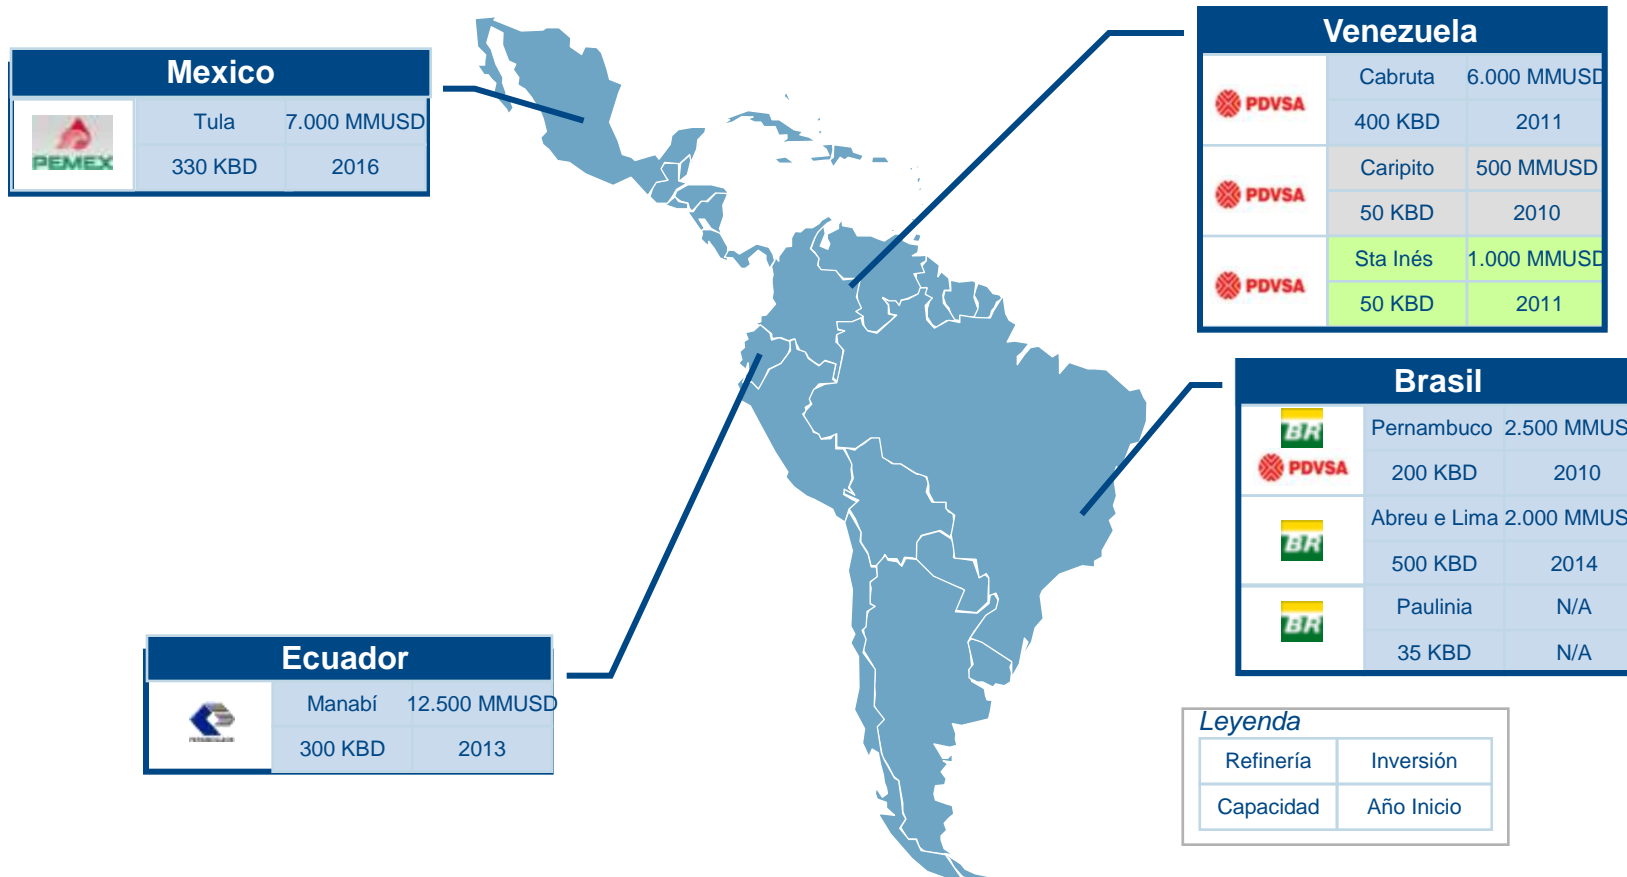 Mexico
PEMEX
Tula 7.000 MMUSD
330 KBD 2016
Venezuela
PDVSA
Cabruta 6.000 MMUSD
400 KBD 2011
PDVSA
Caripito 500 MMUSD
50 KBD 2010
PDVSA
Sta Inés 1.000 MMUSD
50 KBD 2011
Brasil
BR
PDVSA
Pernambuco 2.500 MMUS
200 KBD 2010
BR
Abreu e Lima 2.000 MMUS
500 KBD 2014
BR
Paulinia N/A
35 KBD N/A
Ecuador
Manabí 12.500 MMUSD
300 KBD 2013
Leyenda
Refinería Inversión
Capacidad Año Inicio